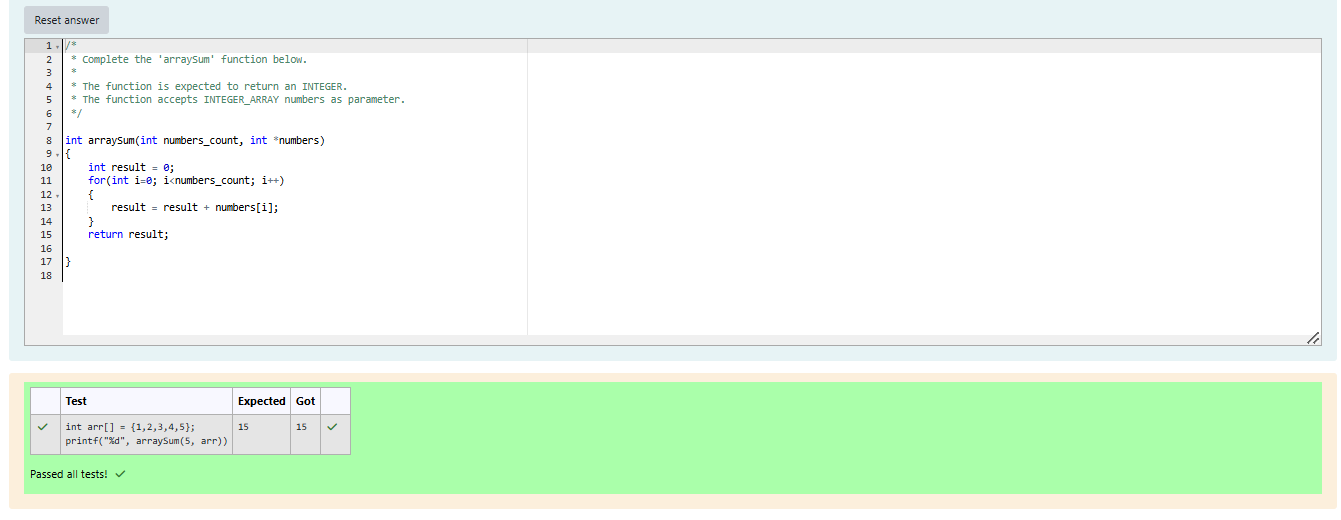 Reset answer
1 /*
2  * Complete the 'arraySum' function below.
3  *
4  * The function is expected to return an INTEGER.
5  * The function accepts INTEGER_ARRAY numbers as parameter.
6  */
7
8 int arraySum(int numbers_count, int *numbers)
9 {
10     int result = 0;
11     for(int i=0; i<numbers_count; i++)
12     {
13         result = result + numbers[i];
14     }
15     return result;
16
17 }
18
Test Expected Got
int arr[] = {1,2,3,4,5}; 15 15
printf("%d", arraySum(5, arr))
Passed all tests!